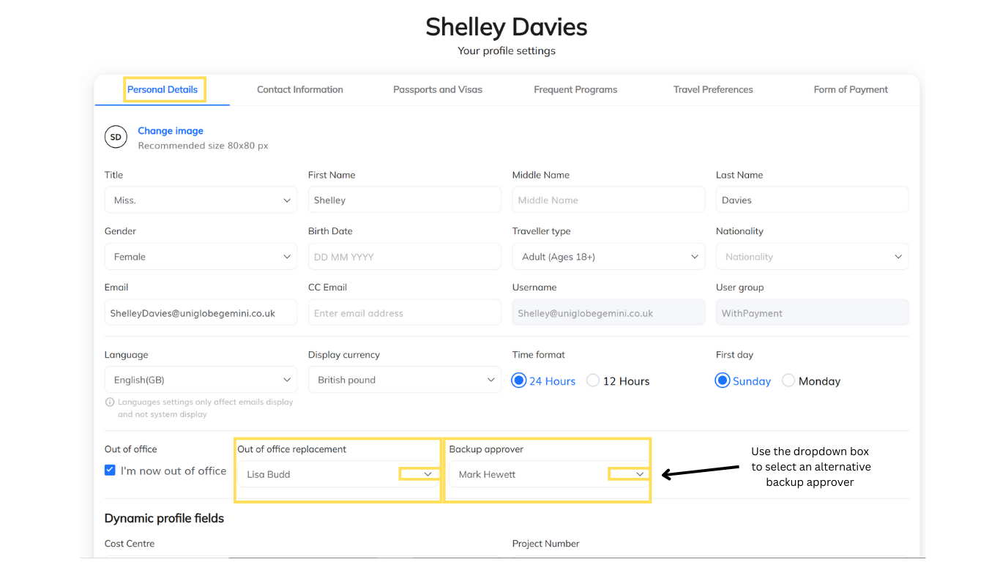 Shelley Davies
Your profile settings
Personal Details
Contact Information
Passports and Visas
Frequent Programs
Travel Preferences
Form of Payment
SD
Change image
Recommended size 80x80 px
Title
First Name
Middle Name
Last Name
Miss.
Shelley
Middle Name
Davies
Gender
Birth Date
Traveller type
Nationality
Female
DD MM YYYY
Adult (Ages 18+)
Nationality
Email
CC Email
Username
User group
ShelleyDavies@uniglobegemini.co.uk
Enter email address
Shelley@uniglobegemini.co.uk
WithPayment
Language
Display currency
Time format
First day
English(GB)
British pound
24 Hours
12 Hours
Sunday
Monday
Languages settings only affect emails display
and not system display
Out of office
Out of office replacement
Backup approver
I'm now out of office
Lisa Budd
Mark Hewett
Use the dropdown box
to select an alternative
backup approver
Dynamic profile fields
Cost Centre
Project Number